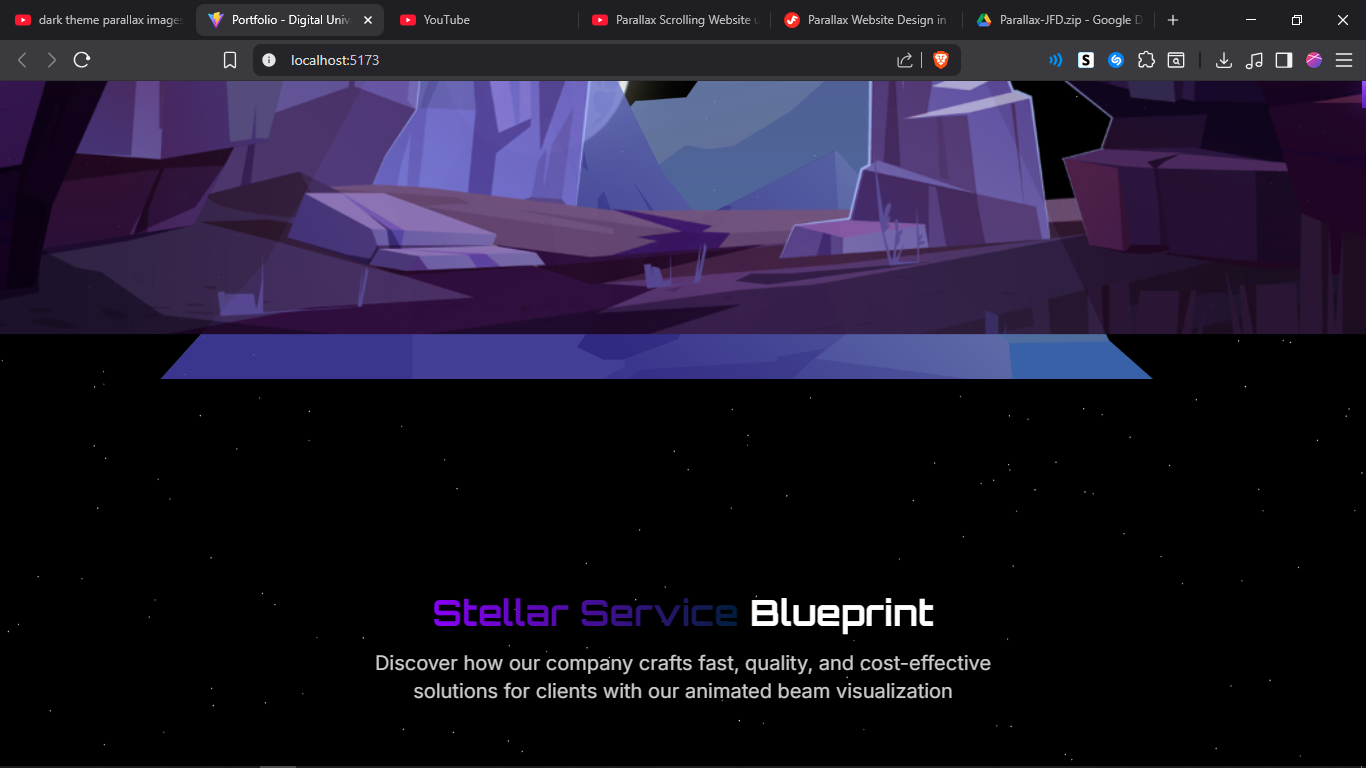 dark theme parallax image
Portfolio - Digital Univ
YouTube
Parallax Scrolling Website u
Parallax Website Design in
Parallax-JFD.zip - Google D
localhost:5173
Stellar Service Blueprint
Discover how our company crafts fast, quality, and cost-effective
solutions for clients with our animated beam visualization